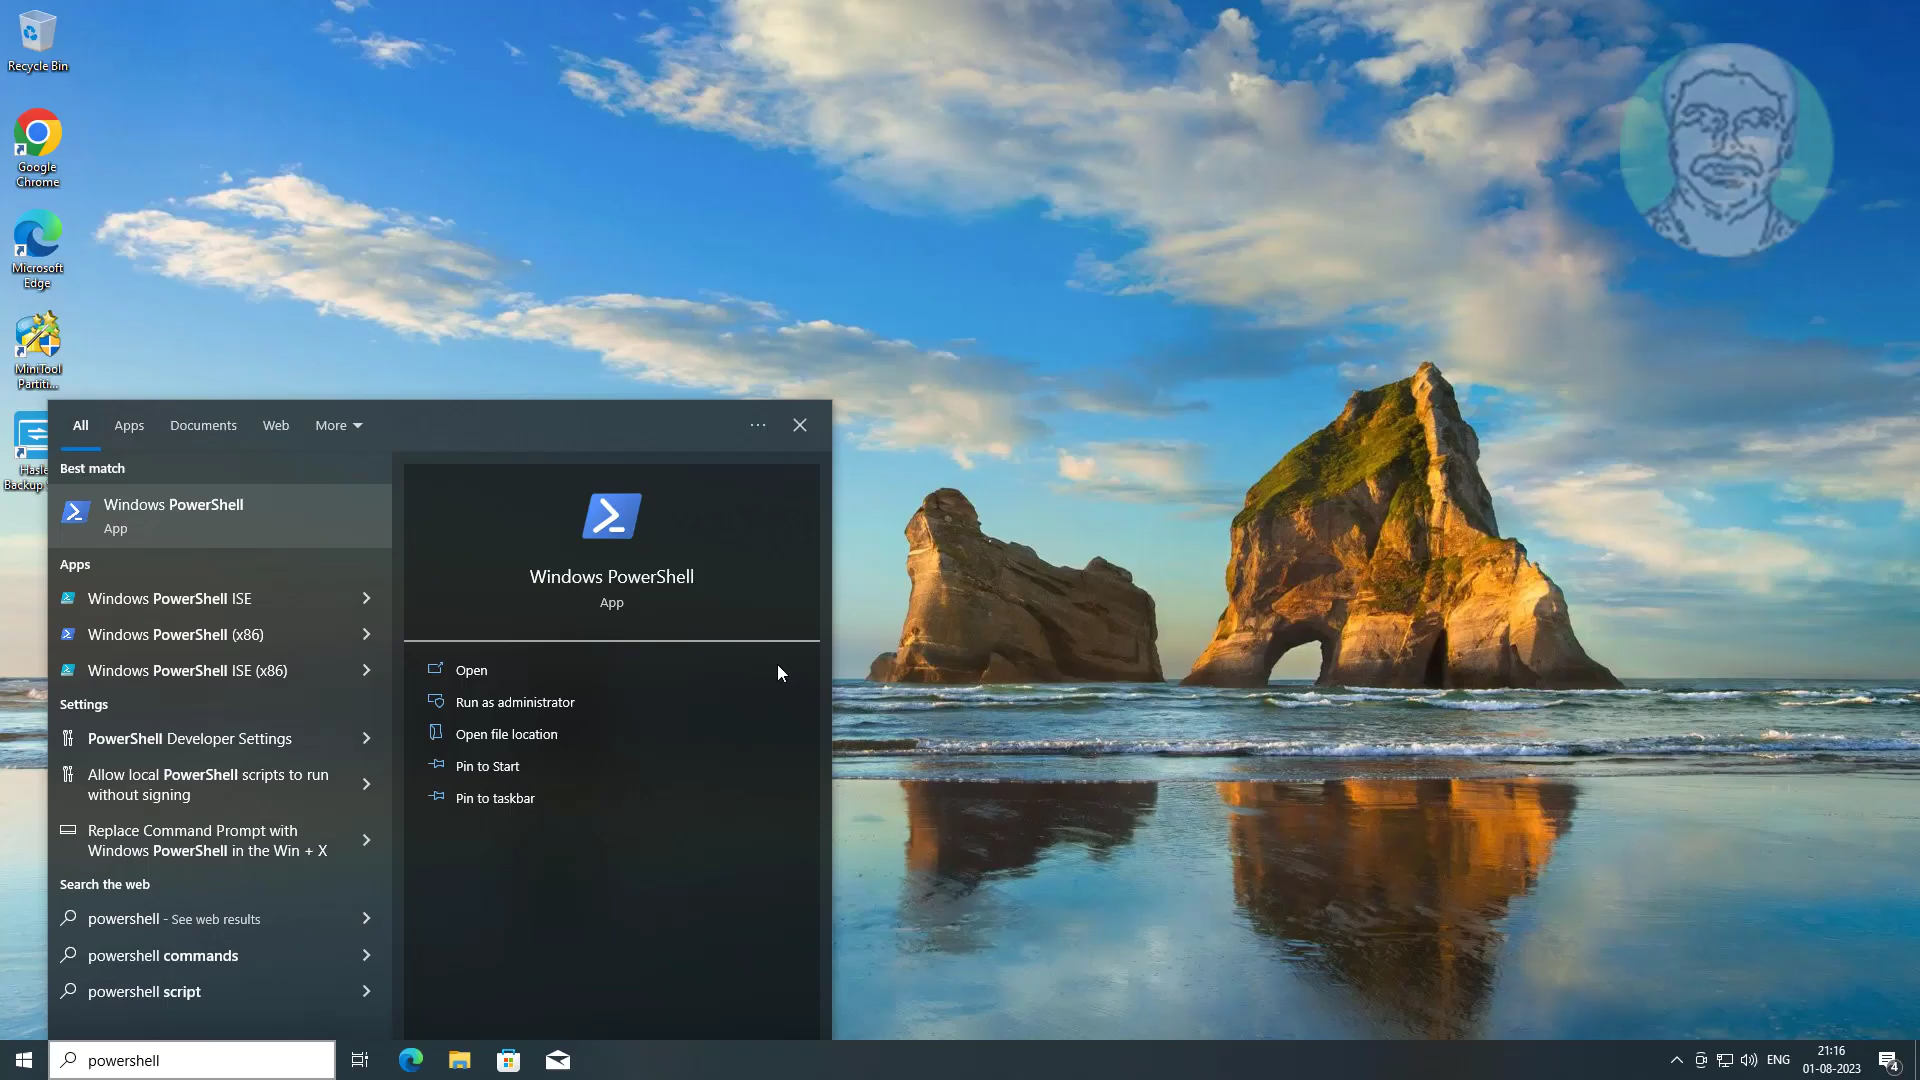 Recycle Bin
Google
Chrome
Microsoft
Edge
MiniTool
Partiti...
Hasle
Backup
All
Apps
Documents
Web
More
Best match
Windows PowerShell
App
Apps
Windows PowerShell ISE
Windows PowerShell (x86)
Windows PowerShell ISE (x86)
Settings
PowerShell Developer Settings
Allow local PowerShell scripts to run
without signing
Replace Command Prompt with
Windows PowerShell in the Win + X
Search the web
powershell - See web results
powershell commands
powershell script
Windows PowerShell
App
Open
Run as administrator
Open file location
Pin to Start
Pin to taskbar
powershell
ENG
21:16
01-08-2023
4